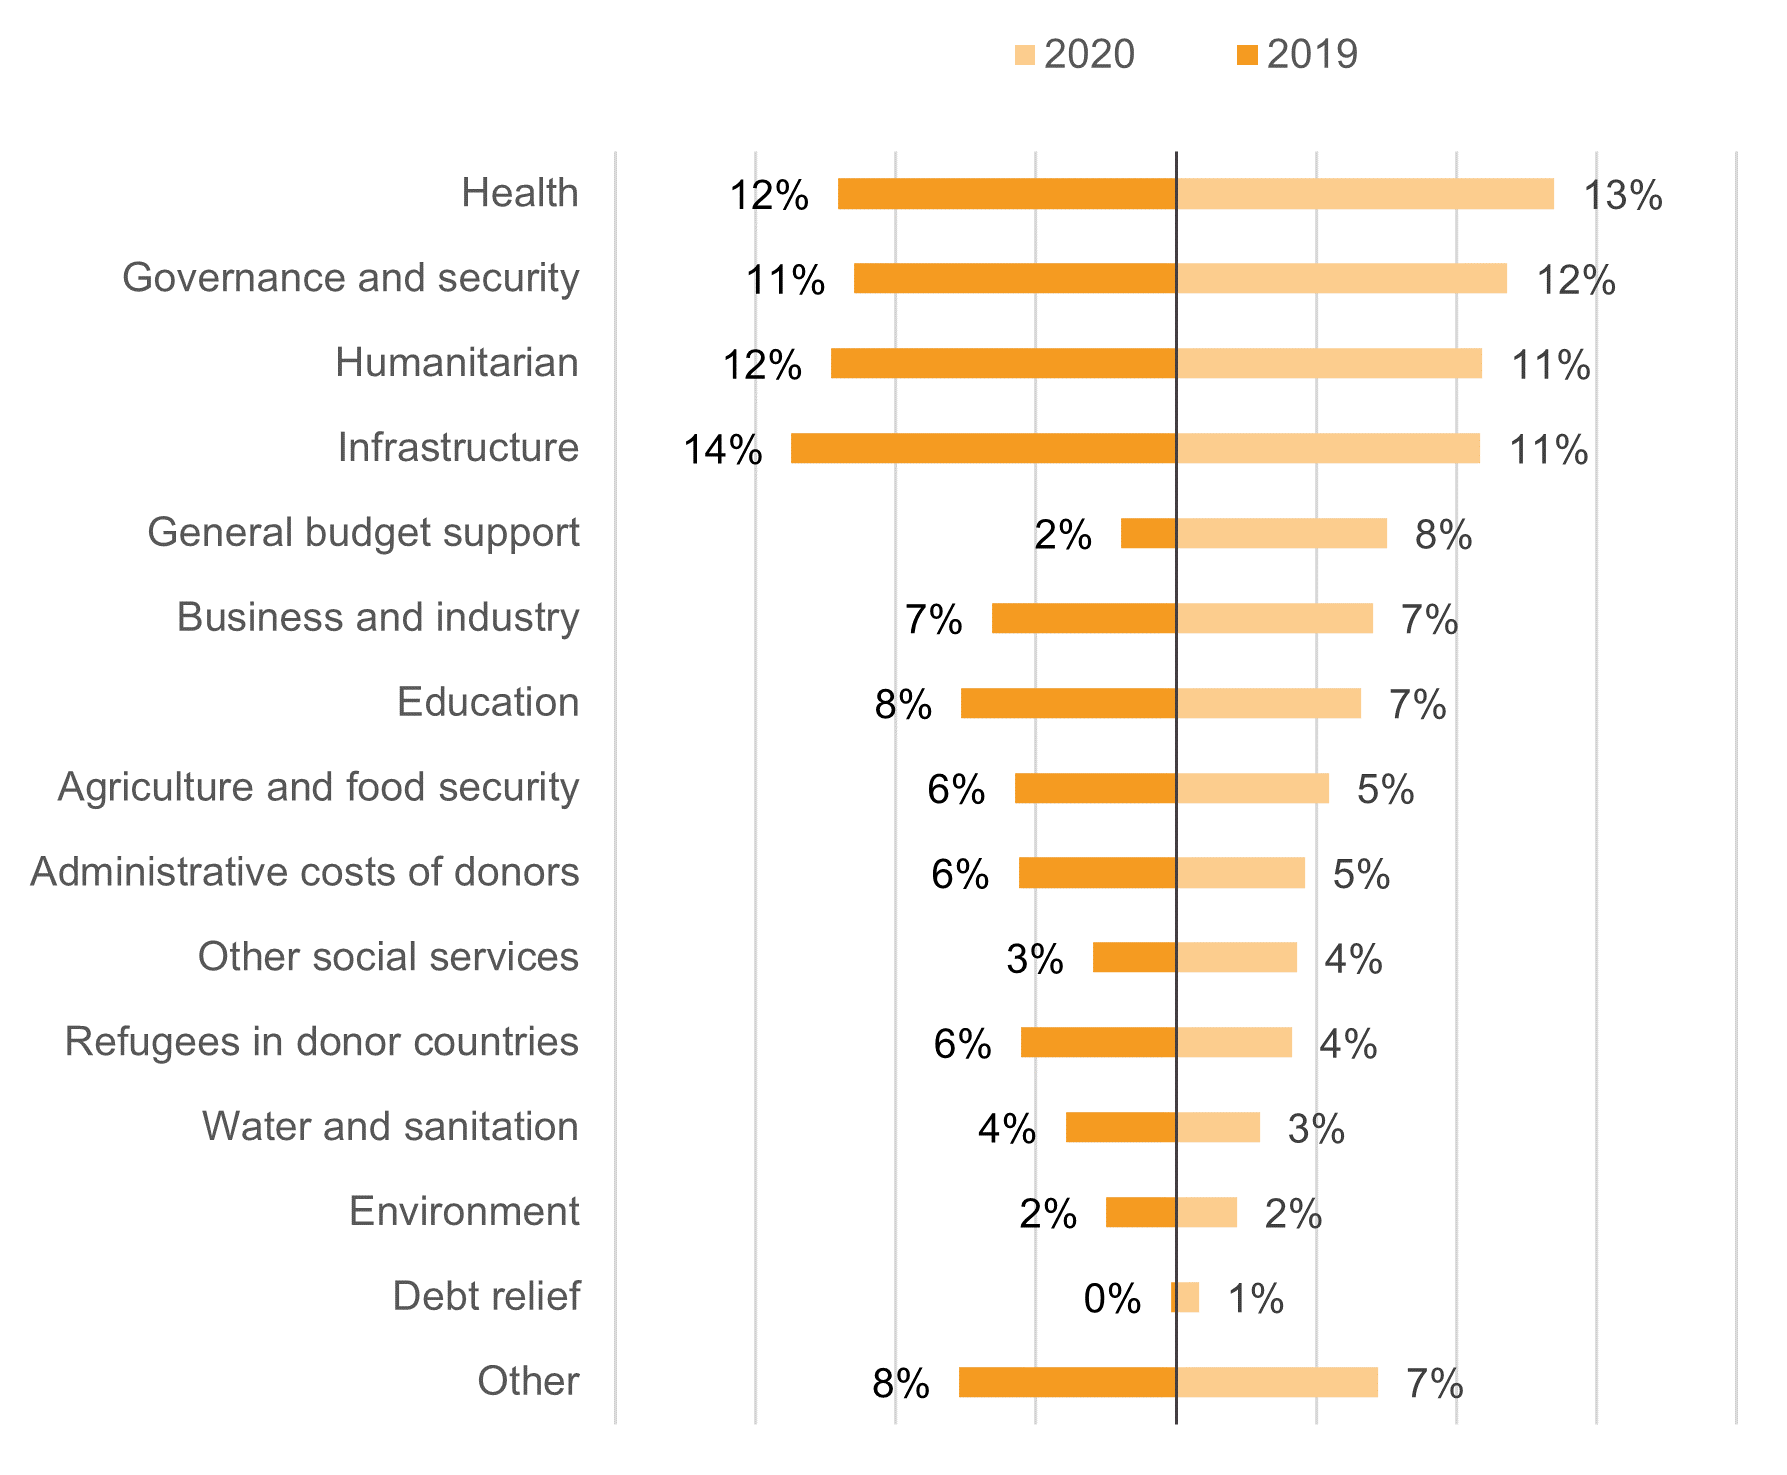 2020 2019
Health 12% 13%
Governance and security 11% 12%
Humanitarian 12% 11%
Infrastructure 14% 11%
General budget support 2% 8%
Business and industry 7% 7%
Education 8% 7%
Agriculture and food security 6% 5%
Administrative costs of donors 6% 5%
Other social services 3% 4%
Refugees in donor countries 6% 4%
Water and sanitation 4% 3%
Environment 2% 2%
Debt relief 0% 1%
Other 8% 7%